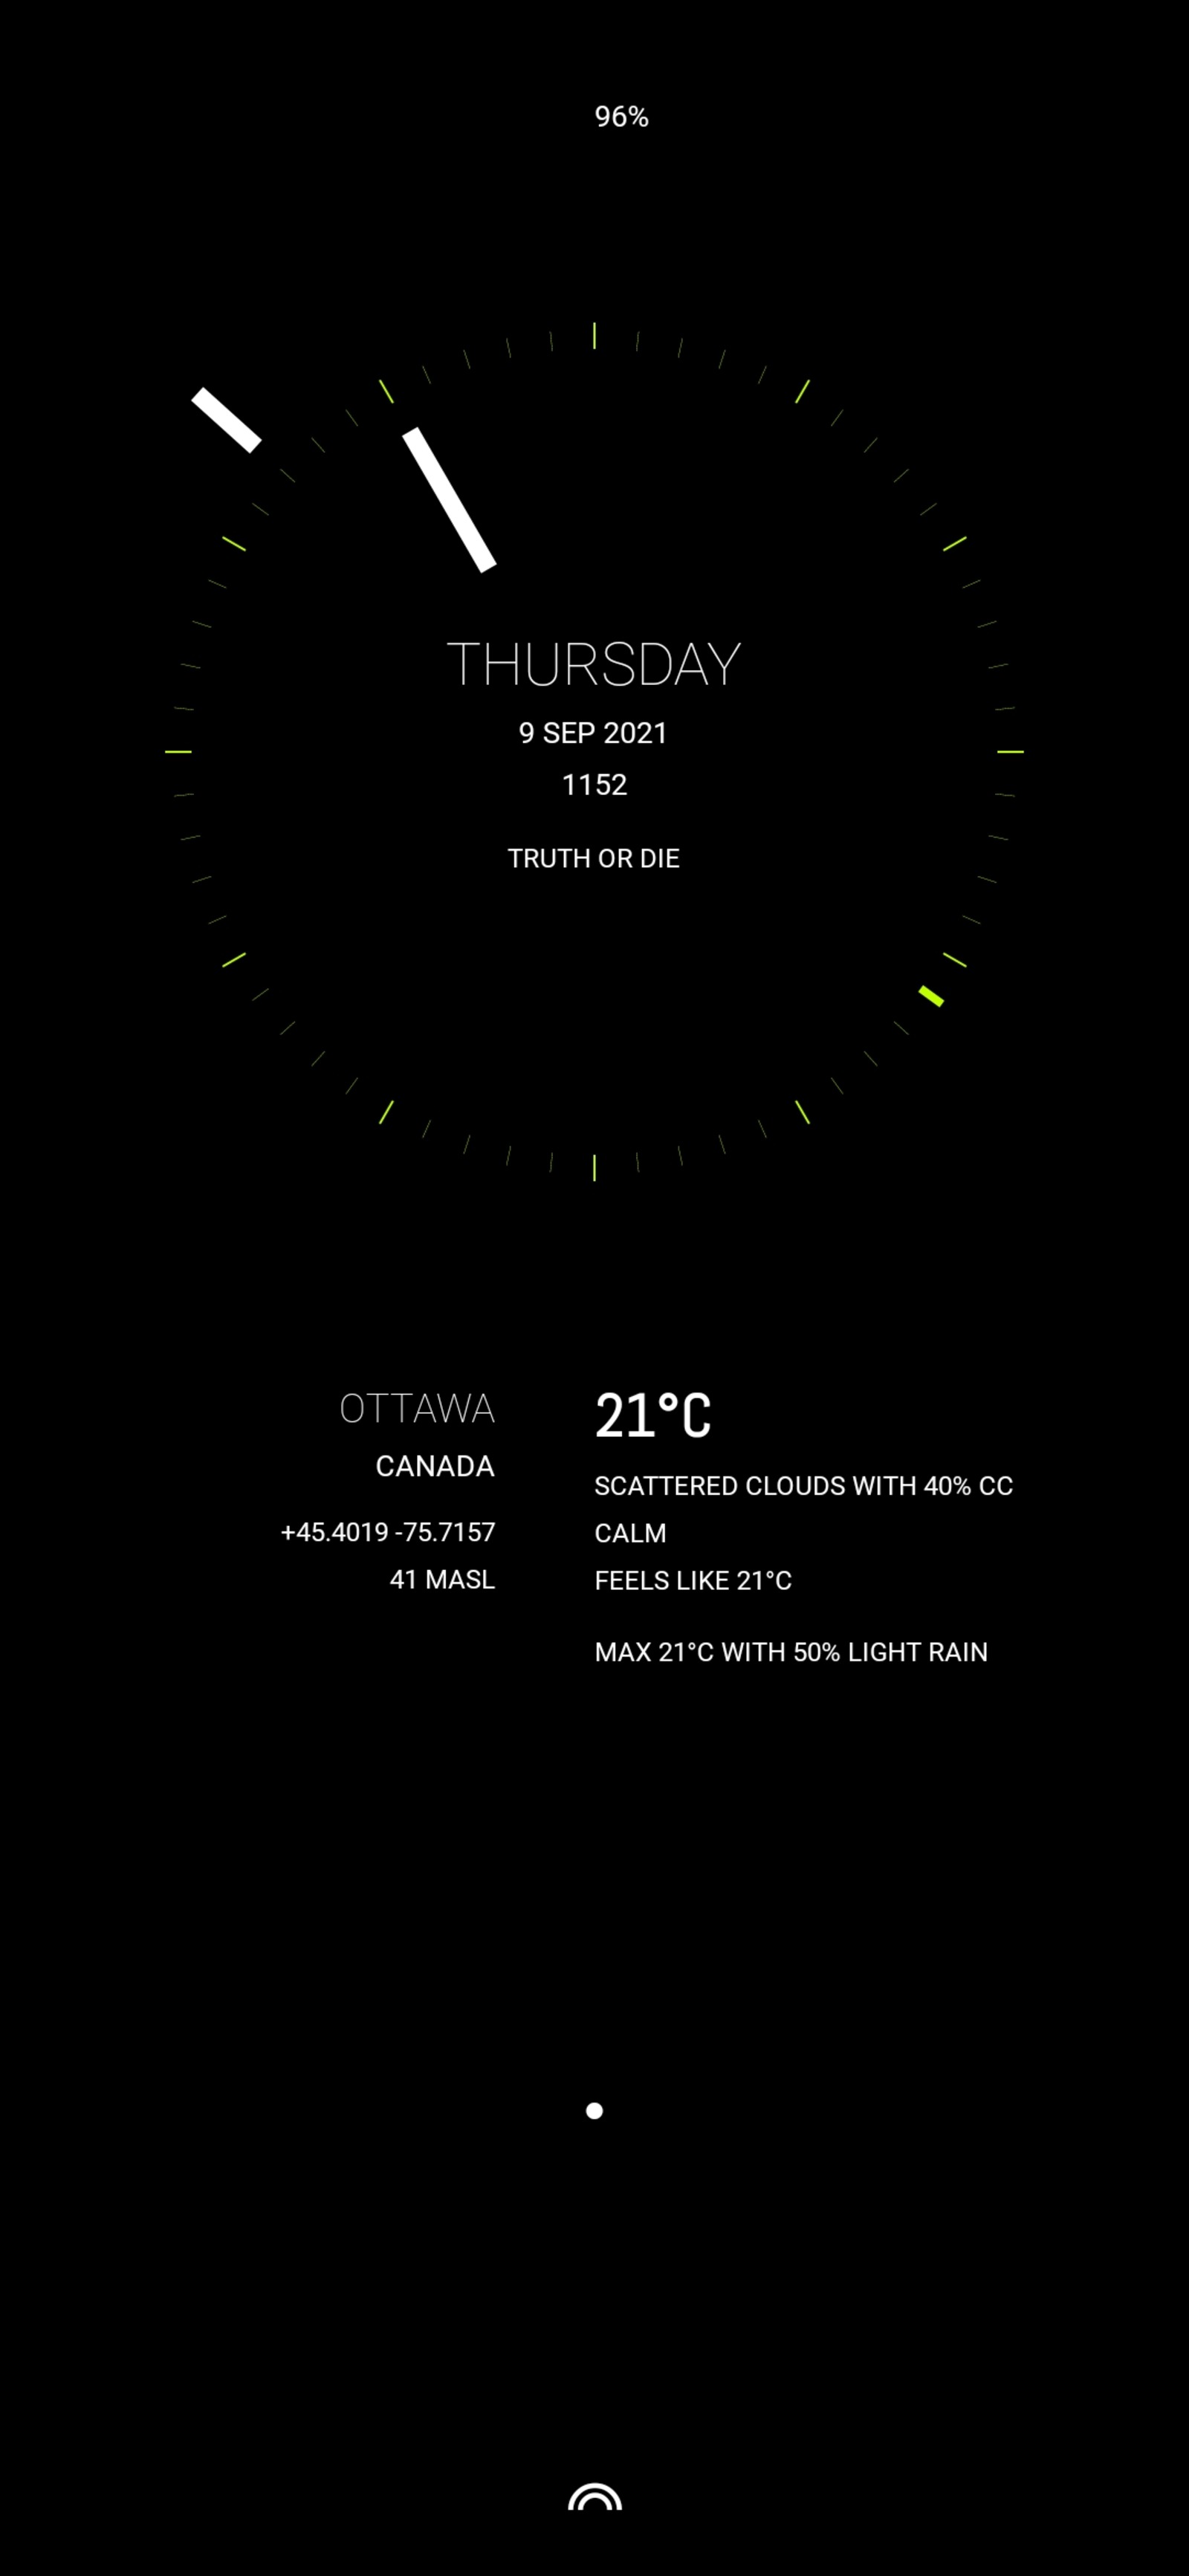 96%
THURSDAY
9 SEP 2021
1152
TRUTH OR DIE
OTTAWA
CANADA
+45.4019 -75.7157
41 MASL
21°C
SCATTERED CLOUDS WITH 40% CC
CALM
FEELS LIKE 21°C
MAX 21°C WITH 50% LIGHT RAIN